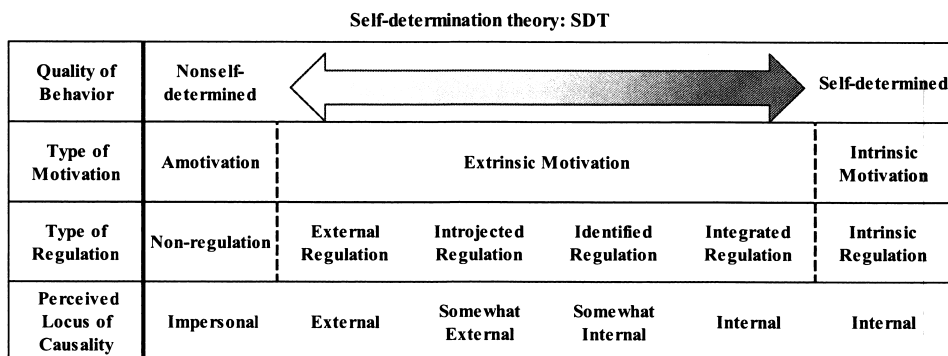 Self-determination theory: SDT
Quality of
Behavior
Nonself-
determined
Self-determined
Type of
Motivation
Amotivation
Extrinsic Motivation
Intrinsic
Motivation
Type of
Regulation
Non-regulation
External
Regulation
Introjected
Regulation
Identified
Regulation
Integrated
Regulation
Intrinsic
Regulation
Perceived
Locus of
Causality
Impersonal
External
Somewhat
External
Somewhat
Internal
Internal
Internal